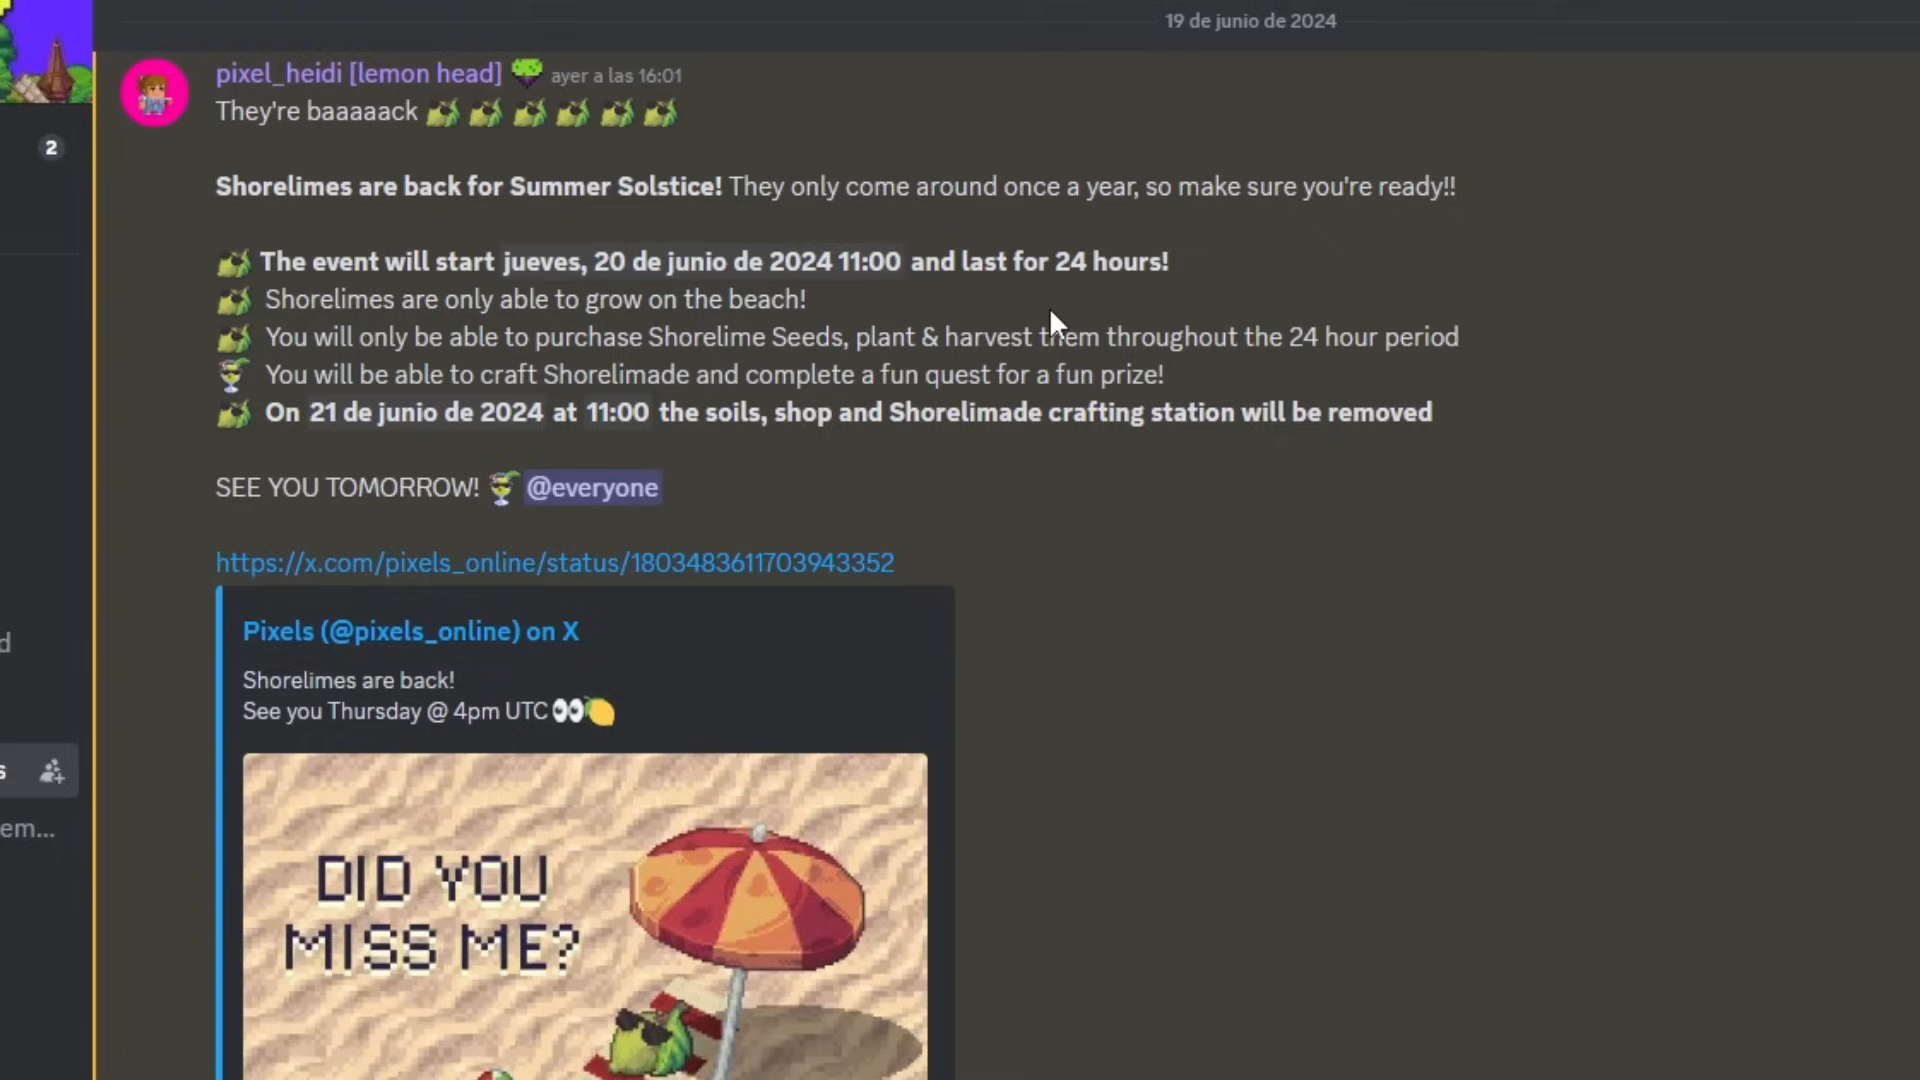 19 de junio de 2024
pixel_heidi [lemon head] ayer a las 16:01
They're baaaaack
2
Shorelimes are back for Summer Solstice! They only come around once a year, so make sure you're ready!!
The event will start jueves, 20 de junio de 2024 11:00 and last for 24 hours!
Shorelimes are only able to grow on the beach!
You will only be able to purchase Shorelime Seeds, plant & harvest them throughout the 24 hour period
You will be able to craft Shorelimade and complete a fun quest for a fun prize!
On 21 de junio de 2024 at 11:00 the soils, shop and Shorelimade crafting station will be removed
SEE YOU TOMORROW! @everyone
https://x.com/pixels_online/status/1803483611703943352
Pixels (@pixels_online) on X
d
Shorelimes are back!
See you Thursday @ 4pm UTC
s
em...
DID YOU
MISS ME?